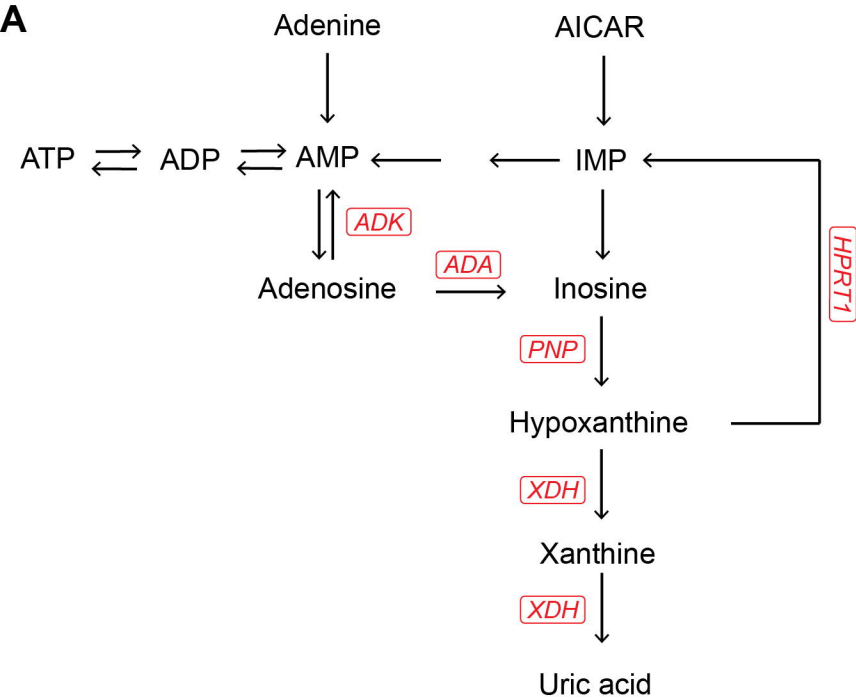 A
Adenine AICAR
ATP ADP AMP IMP
ADK
HPRT1
ADA
Adenosine Inosine
PNP
Hypoxanthine
XDH
Xanthine
XDH
Uric acid